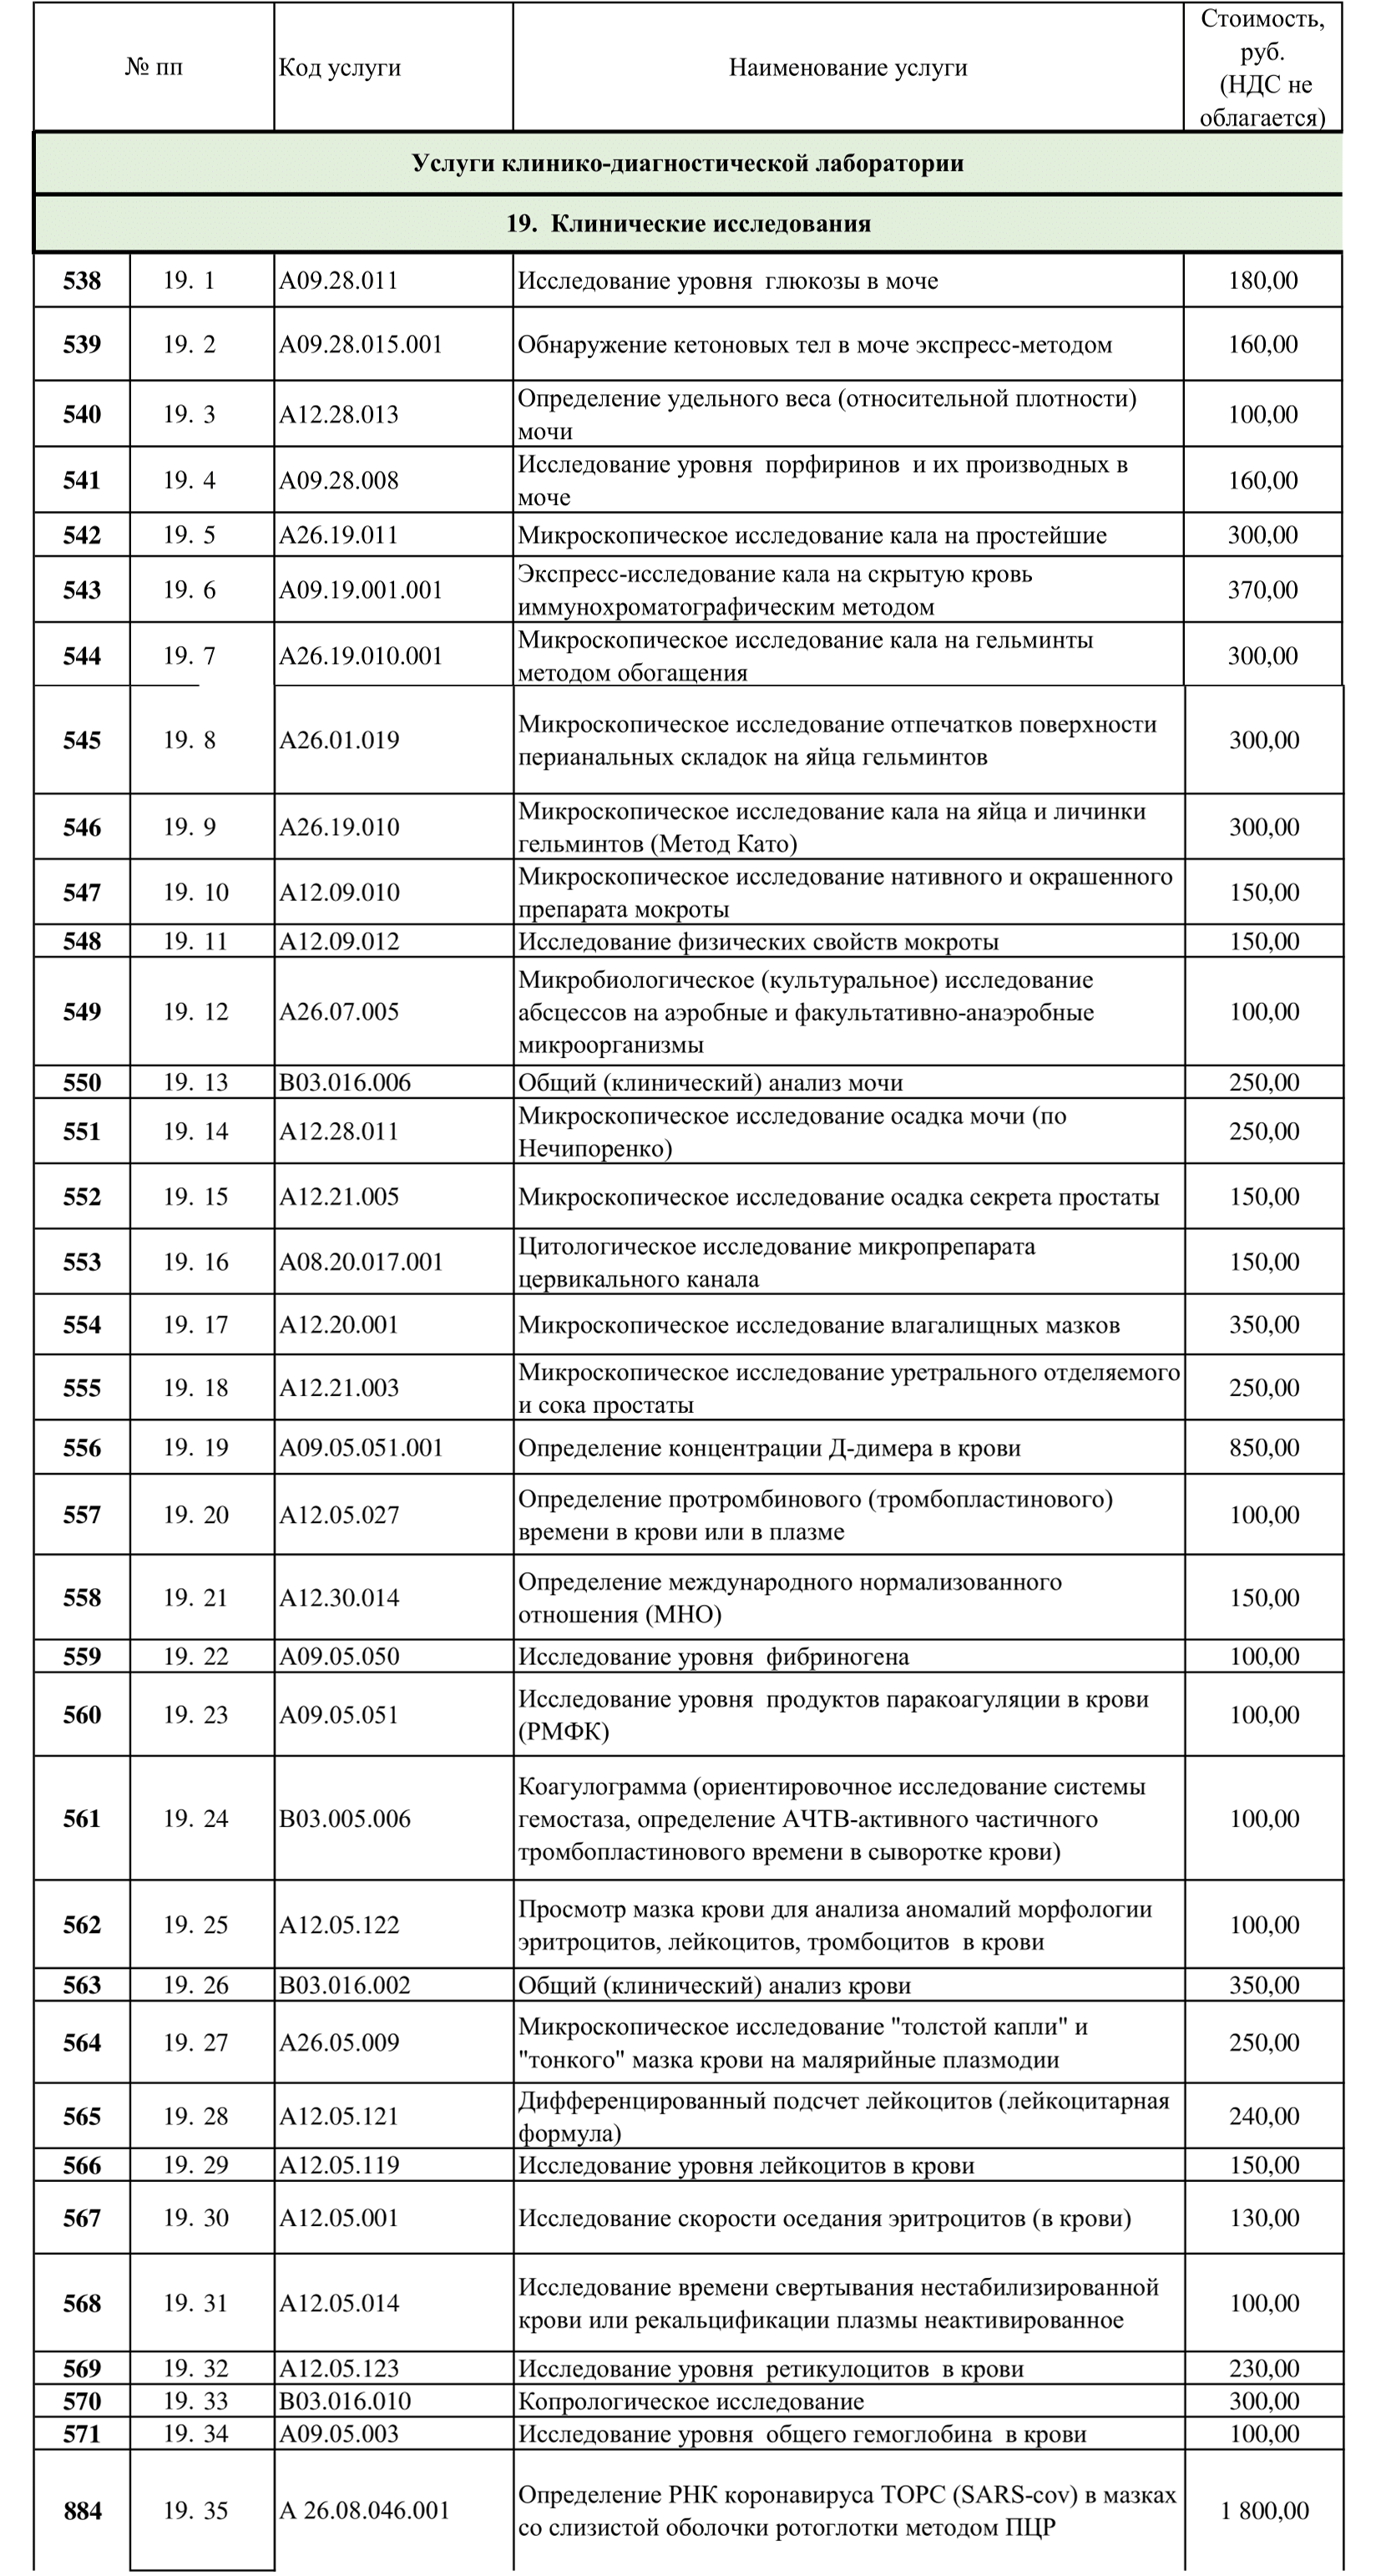 № пп Код услуги Наименование услуги Стоимость,
руб.
(НДС не
облагается)
Услуги клинико-диагностической лаборатории
19. Клинические исследования
538 19. 1 A09.28.011 Исследование уровня глюкозы в моче 180,00
539 19. 2 A09.28.015.001 Обнаружение кетоновых тел в моче экспресс-методом 160,00
540 19. 3 A12.28.013 Определение удельного веса (относительной плотности)
мочи 100,00
541 19. 4 A09.28.008 Исследование уровня порфиринов и их производных в
моче 160,00
542 19. 5 A26.19.011 Микроскопическое исследование кала на простейшие 300,00
543 19. 6 A09.19.001.001 Экспресс-исследование кала на скрытую кровь
иммунохроматографическим методом 370,00
544 19. 7 A26.19.010.001 Микроскопическое исследование кала на гельминты
методом обогащения 300,00
545 19. 8 A26.01.019 Микроскопическое исследование отпечатков поверхности
перианальных складок на яйца гельминтов 300,00
546 19. 9 A26.19.010 Микроскопическое исследование кала на яйца и личинки
гельминтов (Метод Като) 300,00
547 19. 10 A12.09.010 Микроскопическое исследование нативного и окрашенного
препарата мокроты 150,00
548 19. 11 A12.09.012 Исследование физических свойств мокроты 150,00
549 19. 12 A26.07.005 Микробиологическое (культуральное) исследование
абсцессов на аэробные и факультативно-анаэробные
микроорганизмы 100,00
550 19. 13 B03.016.006 Общий (клинический) анализ мочи 250,00
551 19. 14 A12.28.011 Микроскопическое исследование осадка мочи (по
Нечипоренко) 250,00
552 19. 15 A12.21.005 Микроскопическое исследование осадка секрета простаты 150,00
553 19. 16 A08.20.017.001 Цитологическое исследование микропрепарата
цервикального канала 150,00
554 19. 17 A12.20.001 Микроскопическое исследование влагалищных мазков 350,00
555 19. 18 A12.21.003 Микроскопическое исследование уретрального отделяемого
и сока простаты 250,00
556 19. 19 A09.05.051.001 Определение концентрации Д-димера в крови 850,00
557 19. 20 A12.05.027 Определение протромбинового (тромбопластинового)
времени в крови или в плазме 100,00
558 19. 21 A12.30.014 Определение международного нормализованного
отношения (МНО) 150,00
559 19. 22 A09.05.050 Исследование уровня фибриногена 100,00
560 19. 23 A09.05.051 Исследование уровня продуктов паракоагуляции в крови
(РМФК) 100,00
561 19. 24 B03.005.006 Коагулограмма (ориентировочное исследование системы
гемостаза, определение АЧТВ-активного частичного
тромбопластинового времени в сыворотке крови) 100,00
562 19. 25 A12.05.122 Просмотр мазка крови для анализа аномалий морфологии
эритроцитов, лейкоцитов, тромбоцитов в крови 100,00
563 19. 26 B03.016.002 Общий (клинический) анализ крови 350,00
564 19. 27 A26.05.009 Микроскопическое исследование "толстой капли" и
"тонкого" мазка крови на малярийные плазмодии 250,00
565 19. 28 A12.05.121 Дифференцированный подсчет лейкоцитов (лейкоцитарная
формула) 240,00
566 19. 29 A12.05.119 Исследование уровня лейкоцитов в крови 150,00
567 19. 30 A12.05.001 Исследование скорости оседания эритроцитов (в крови) 130,00
568 19. 31 A12.05.014 Исследование времени свертывания нестабилизированной
крови или рекальцификации плазмы неактивированное 100,00
569 19. 32 A12.05.123 Исследование уровня ретикулоцитов в крови 230,00
570 19. 33 B03.016.010 Копрологическое исследование 300,00
571 19. 34 A09.05.003 Исследование уровня общего гемоглобина в крови 100,00
884 19. 35 A 26.08.046.001 Определение РНК коронавируса ТОРС (SARS-cov) в мазках
со слизистой оболочки ротоглотки методом ПЦР 1 800,00